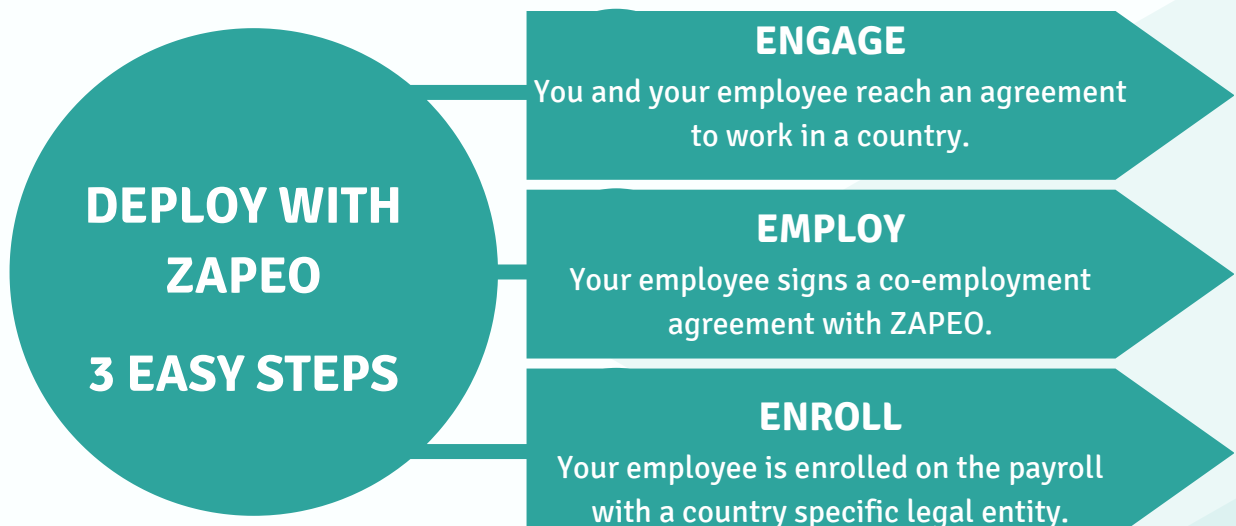 DEPLOY WITH
ZAPEO
3 EASY STEPS
ENGAGE
You and your employee reach an agreement
to work in a country.
EMPLOY
Your employee signs a co-employment
agreement with ZAPEO.
ENROLL
Your employee is enrolled on the payroll
with a country specific legal entity.